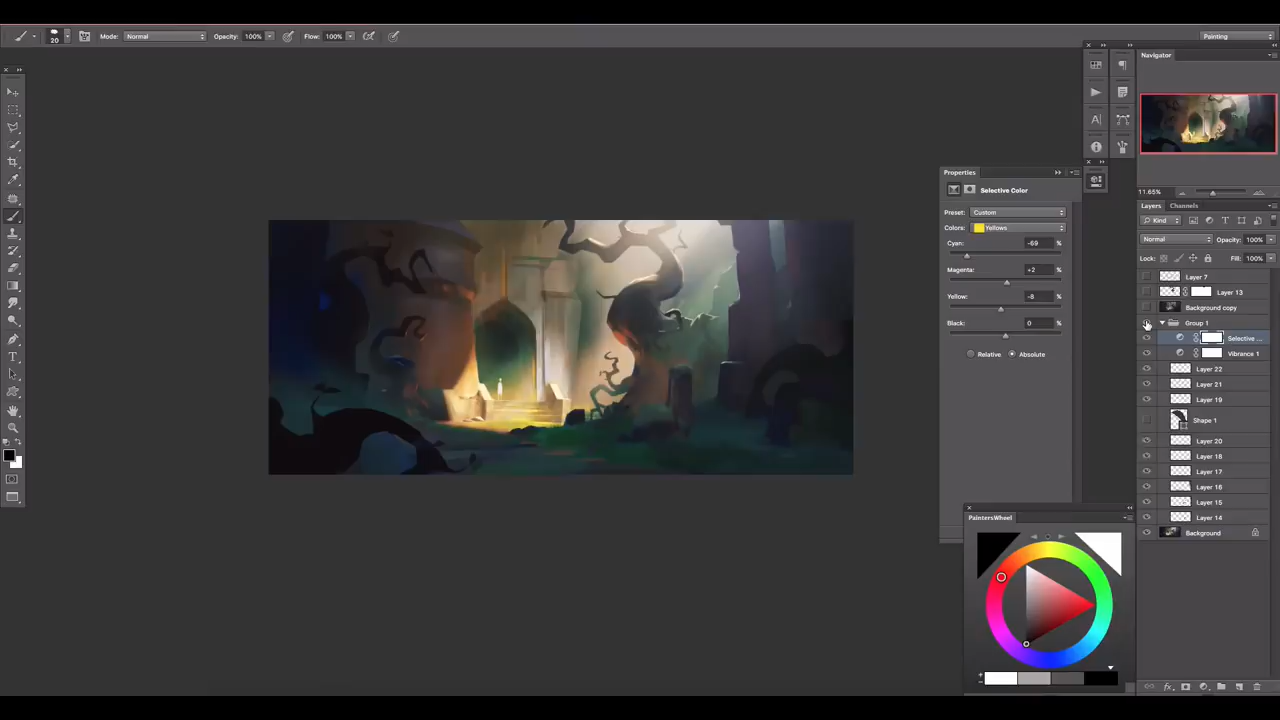 20 Mode: Normal Opacity: 100% Flow: 100% Painting
Navigator
11.65%
Properties
Selective Color
Preset: Custom
Colors: Yellows
Cyan: -69 %
Magenta: +2 %
Yellow: -8 %
Black: 0 %
Relative Absolute
Layers Channels
Kind
Normal Opacity: 100%
Lock: Fill: 100%
Layer 7
Layer 13
Background copy
Group 1
Selective ...
Vibrance 1
Layer 22
Layer 21
Layer 19
Shape 1
Layer 20
Layer 18
Layer 17
Layer 16
Layer 15
Layer 14
Background
PaintersWheel